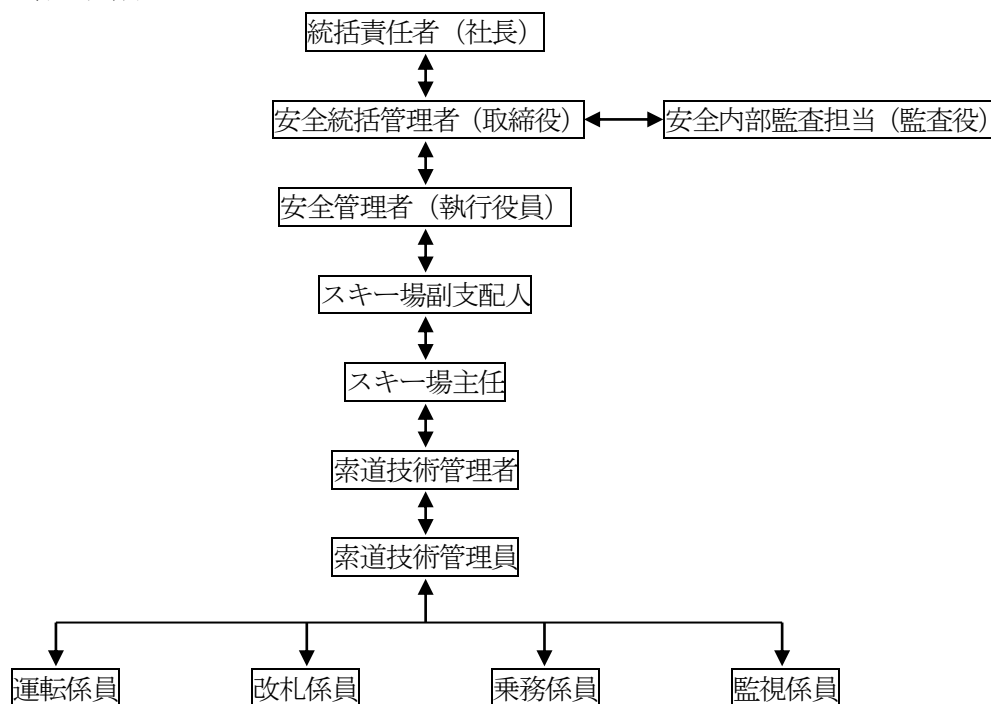 統括責任者（社長）
安全統括管理者（取締役） 安全内部監査担当（監査役）
安全管理者（執行役員）
スキー場副支配人
スキー場主任
索道技術管理者
索道技術管理員
運転係員 改札係員 乗務係員 監視係員